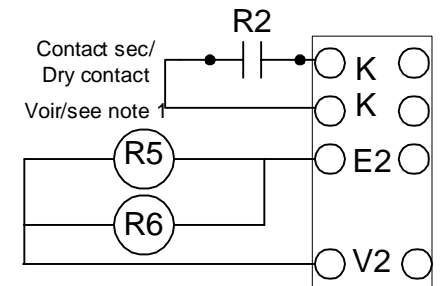 R2
Contact sec/
Dry contact
Voir/see note 1
K
K
R5
E2
R6
V2